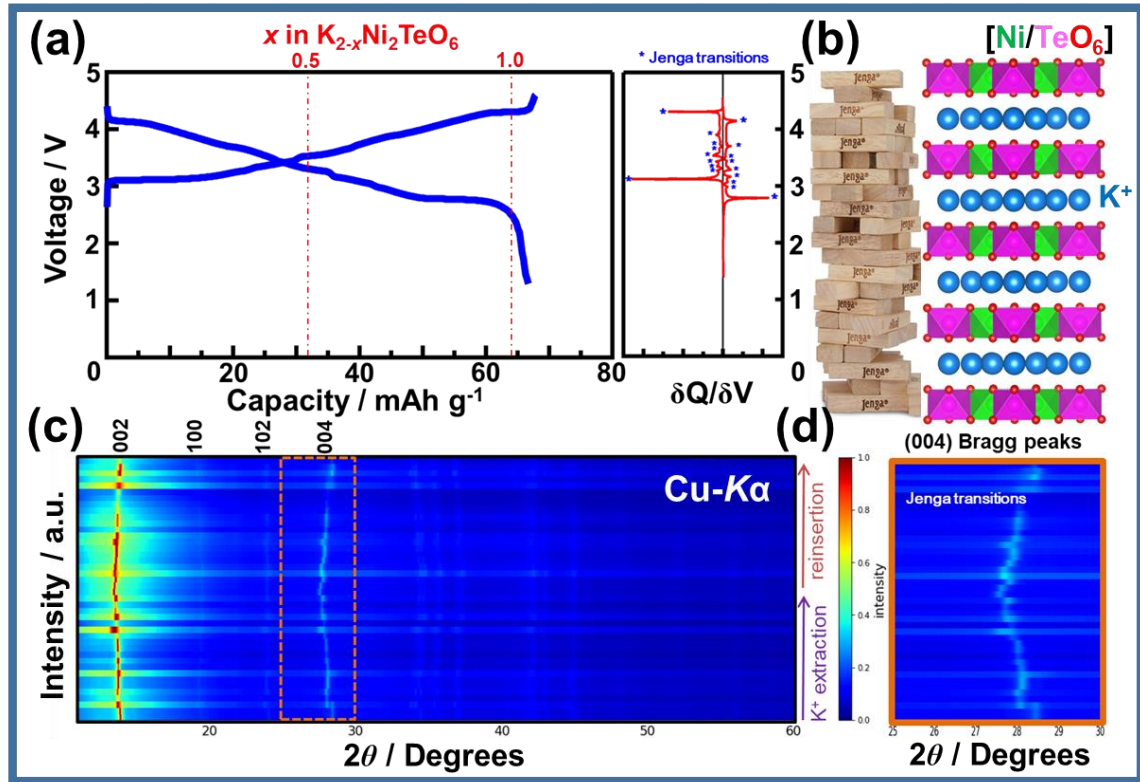 (a)
x in K2-xNi2TeO6
0.5
1.0
5
4
3
2
1
0
20
40
60
80
Voltage / V
Capacity / mAh g-1
* Jenga transitions
δQ/δV
5
4
3
2
1
0
(b)
[Ni/TeO6]
Jenga®
K+
(c)
002
100
102
004
Cu-Kα
Intensity / a.u.
20
30
40
50
60
2θ / Degrees
reinsertion
K+ extraction
1.0
0.8
0.6
0.4
0.2
0.0
intensity
(d)
(004) Bragg peaks
Jenga transitions
25
26
27
28
29
30
2θ / Degrees